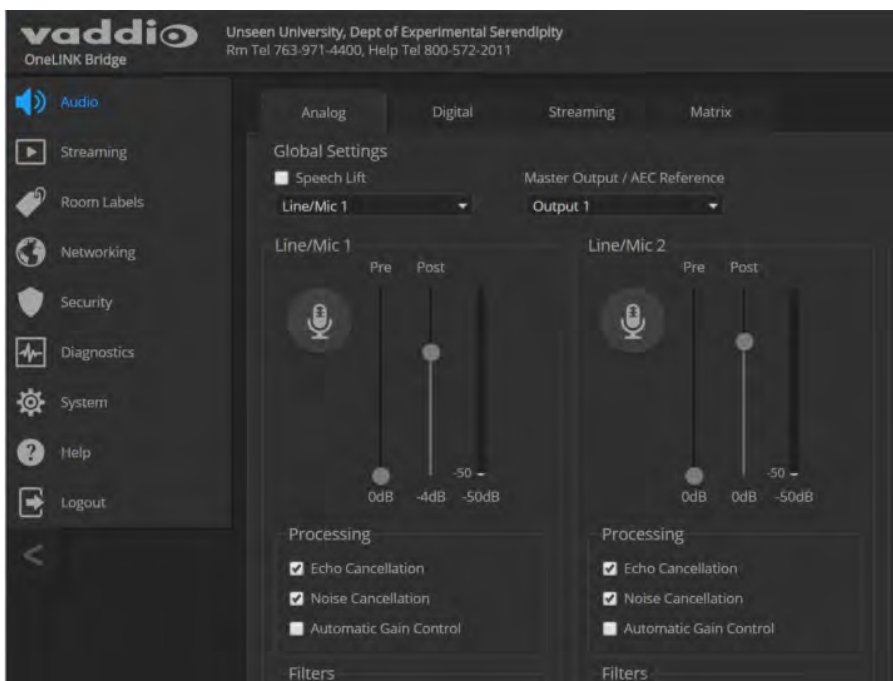 vaddio
OneLINK Bridge
Unseen University, Dept of Experimental Serendipity
Rm Tel 763-971-4400, Help Tel 800-572-2011
Audio
Streaming
Room Labels
Networking
Security
Diagnostics
System
Help
Logout
<
Analog Digital Streaming Matrix
Global Settings
Speech Lift
Line/Mic 1
Master Output / AEC Reference
Output 1
Line/Mic 1
Pre Post
-50
0dB -4dB -50dB
Processing
Echo Cancellation
Noise Cancellation
Automatic Gain Control
Filters
Line/Mic 2
Pre Post
-50
0dB 0dB -50dB
Processing
Echo Cancellation
Noise Cancellation
Automatic Gain Control
Filters